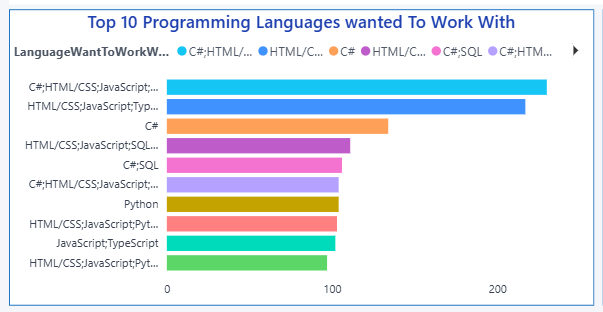 Top 10 Programming Languages wanted To Work With
LanguageWantToWorkW... C#;HTML/... HTML/C... C# HTML/C... C#;SQL C#;HTM...
C#;HTML/CSS;JavaScript;...
HTML/CSS;JavaScript;Typ...
C#
HTML/CSS;JavaScript;SQL...
C#;SQL
C#;HTML/CSS;JavaScript;...
Python
HTML/CSS;JavaScript;Pyt...
JavaScript;TypeScript
HTML/CSS;JavaScript;Pyt...
0 100 200